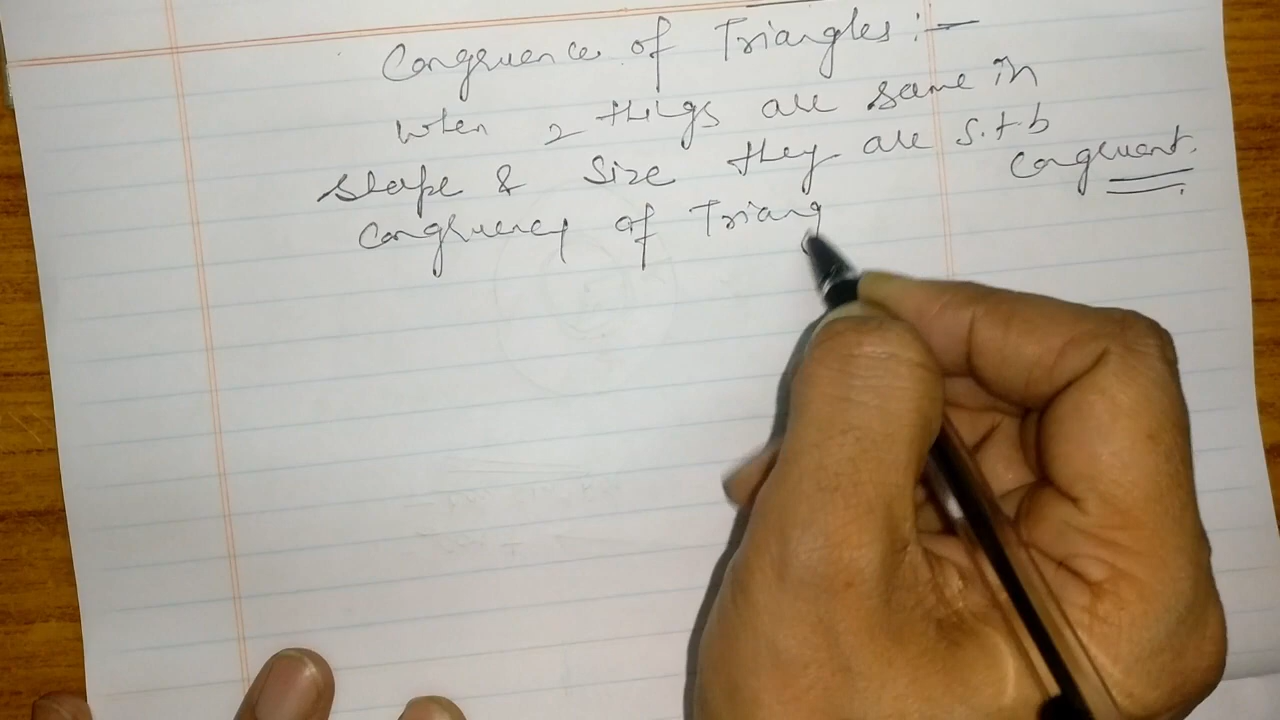 Congruence of Triangles :-
when 2 things are same in
shape & size they are s.t.b
congruent.
Congruency of Triang